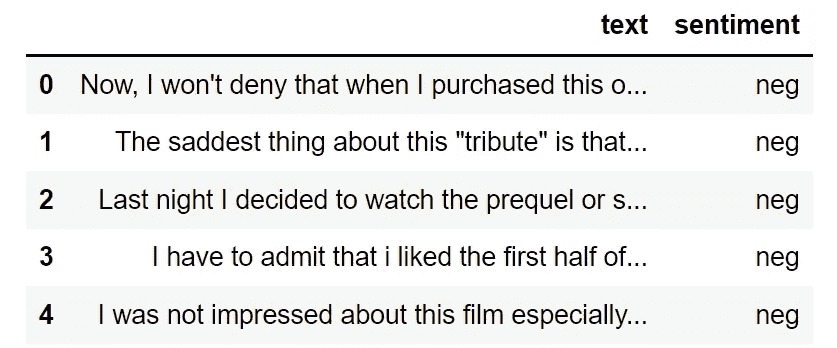 text sentiment
0 Now, I won't deny that when I purchased this o... neg
1 The saddest thing about this "tribute" is that... neg
2 Last night I decided to watch the prequel or s... neg
3 I have to admit that i liked the first half of... neg
4 I was not impressed about this film especially... neg